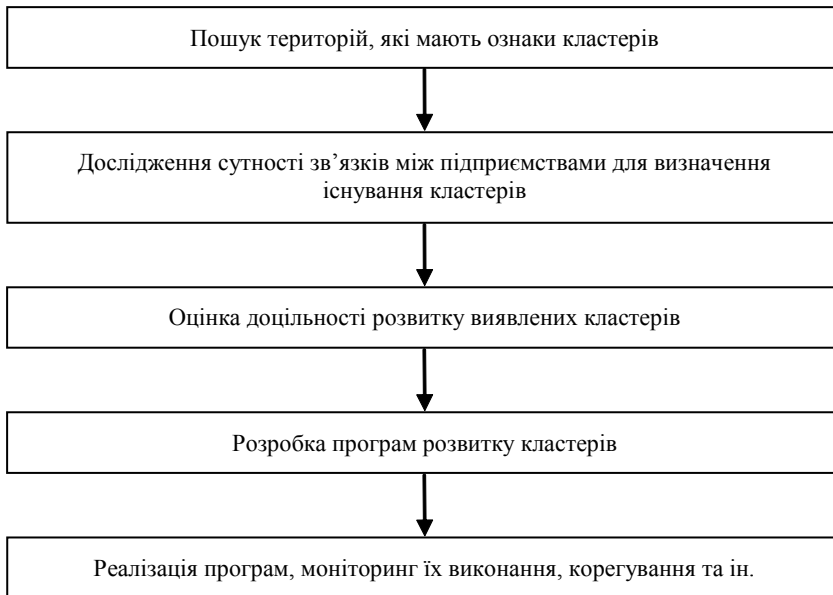 Пошук територій, які мають ознаки кластерів
Дослідження сутності зв’язків між підприємствами для визначення
існування кластерів
Оцінка доцільності розвитку виявлених кластерів
Розробка програм розвитку кластерів
Реалізація програм, моніторинг їх виконання, корегування та ін.